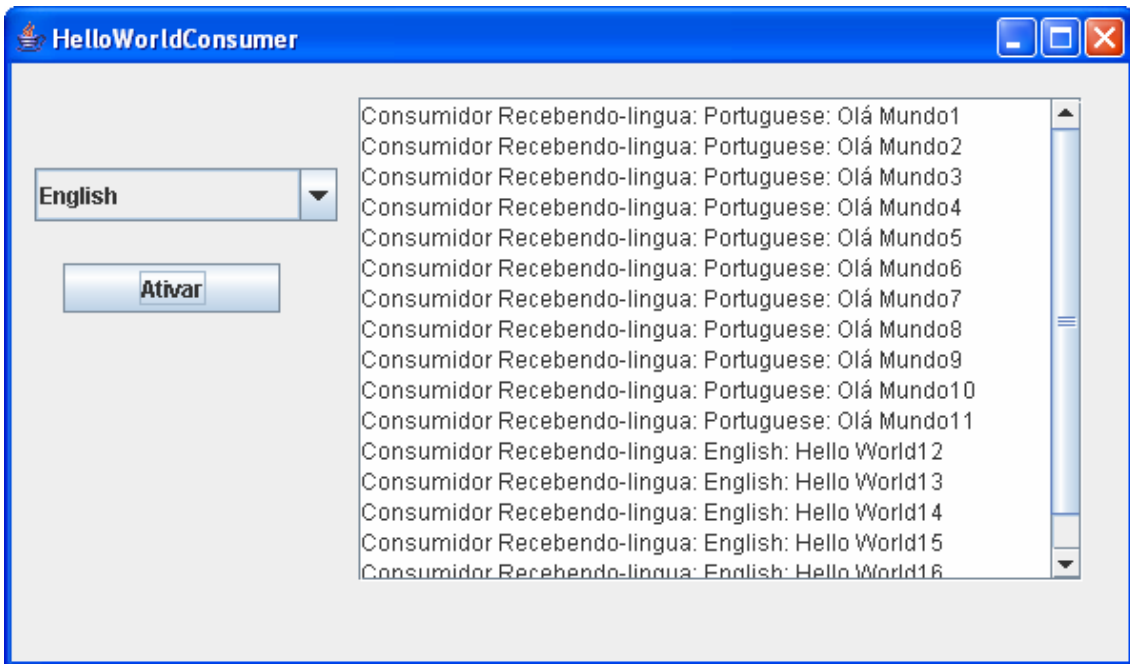 HelloWorldConsumer
English
Ativar
Consumidor Recebendo-lingua: Portuguese: Olá Mundo1
Consumidor Recebendo-lingua: Portuguese: Olá Mundo2
Consumidor Recebendo-lingua: Portuguese: Olá Mundo3
Consumidor Recebendo-lingua: Portuguese: Olá Mundo4
Consumidor Recebendo-lingua: Portuguese: Olá Mundo5
Consumidor Recebendo-lingua: Portuguese: Olá Mundo6
Consumidor Recebendo-lingua: Portuguese: Olá Mundo7
Consumidor Recebendo-lingua: Portuguese: Olá Mundo8
Consumidor Recebendo-lingua: Portuguese: Olá Mundo9
Consumidor Recebendo-lingua: Portuguese: Olá Mundo10
Consumidor Recebendo-lingua: Portuguese: Olá Mundo11
Consumidor Recebendo-lingua: English: Hello World12
Consumidor Recebendo-lingua: English: Hello World13
Consumidor Recebendo-lingua: English: Hello World14
Consumidor Recebendo-lingua: English: Hello World15
Consumidor Recebendo-lingua: English: Hello World16